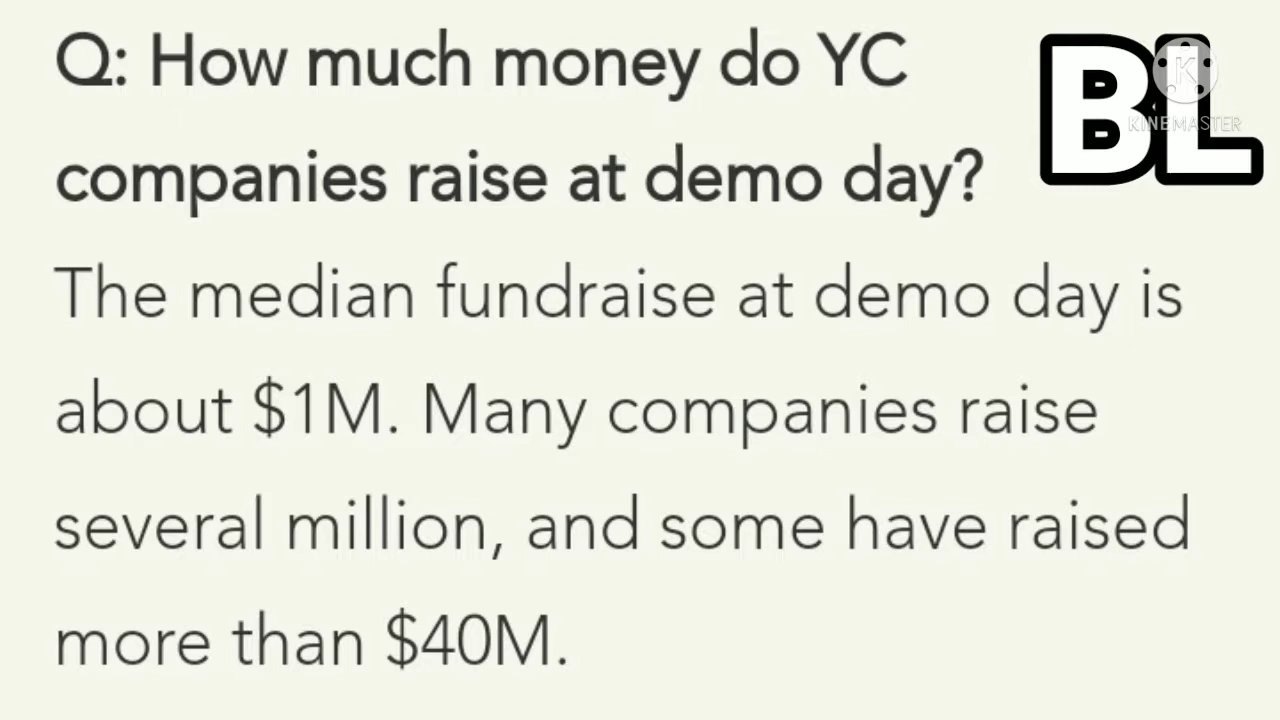 Q: How much money do YC
companies raise at demo day?
The median fundraise at demo day is
about $1M. Many companies raise
several million, and some have raised
more than $40M.
BL
K
KINEMASTER